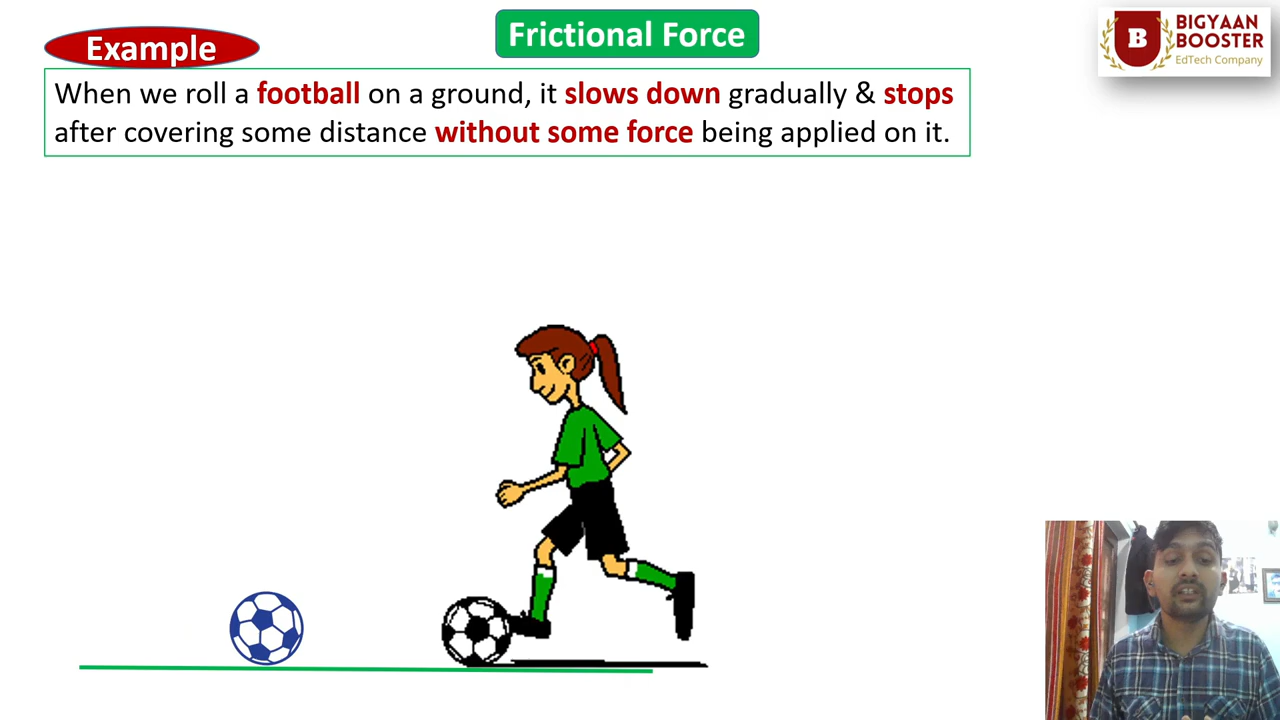 Frictional Force
Example
BIGYAAN
BOOSTER
EdTech Company
B
When we roll a football on a ground, it slows down gradually & stops
after covering some distance without some force being applied on it.